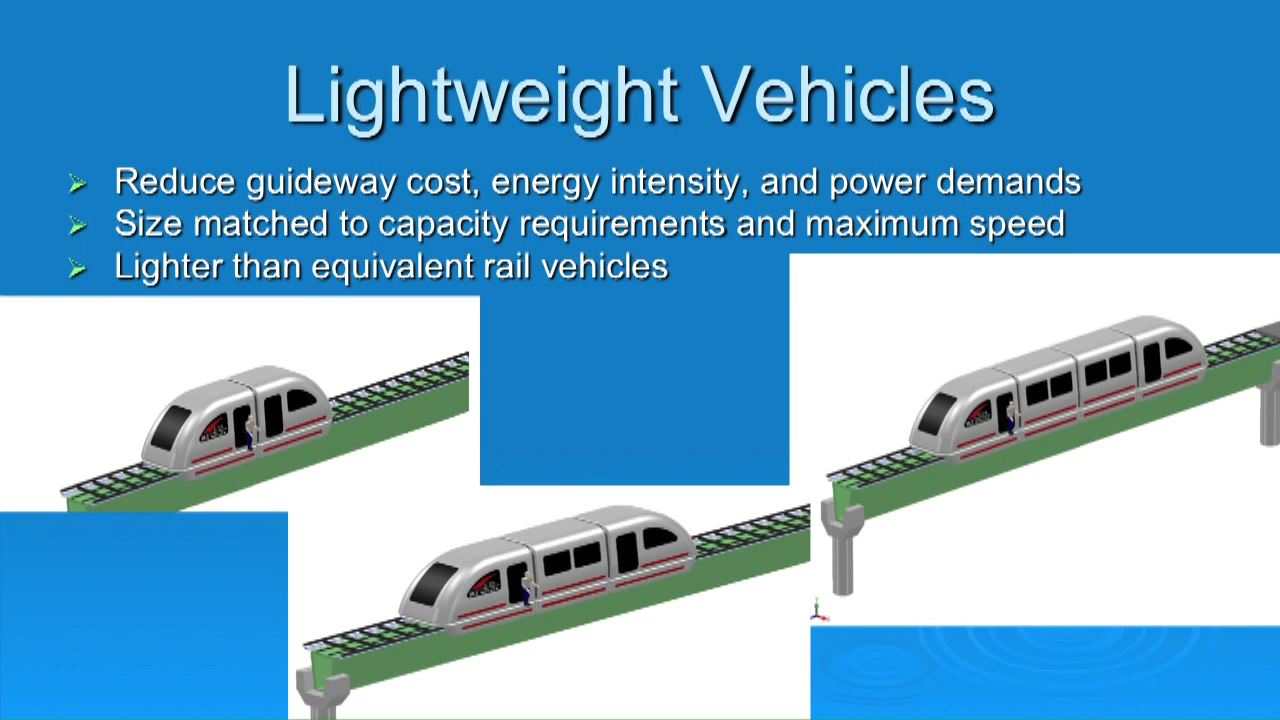 Lightweight Vehicles
Reduce guideway cost, energy intensity, and power demands
Size matched to capacity requirements and maximum speed
Lighter than equivalent rail vehicles